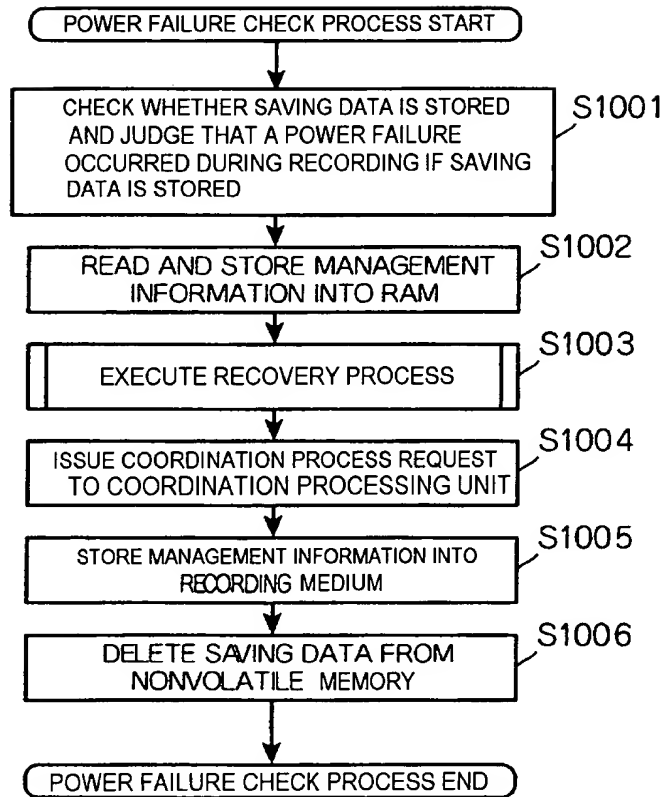 POWER FAILURE CHECK PROCESS START
CHECK WHETHER SAVING DATA IS STORED
AND JUDGE THAT A POWER FAILURE
OCCURRED DURING RECORDING IF SAVING
DATA IS STORED.
S1001
READ AND STORE MANAGEMENT
INFORMATION INTO RAM
S1002
EXECUTE RECOVERY PROCESS
S1003
ISSUE COORDINATION PROCESS REQUEST
TO COORDINATION PROCESSING UNIT
S1004
STORE MANAGEMENT INFORMATION INTO
RECORDING MEDIUM
S1005
DELETE SAVING DATA FROM
NONVOLATILE MEMORY
S1006
POWER FAILURE CHECK PROCESS END